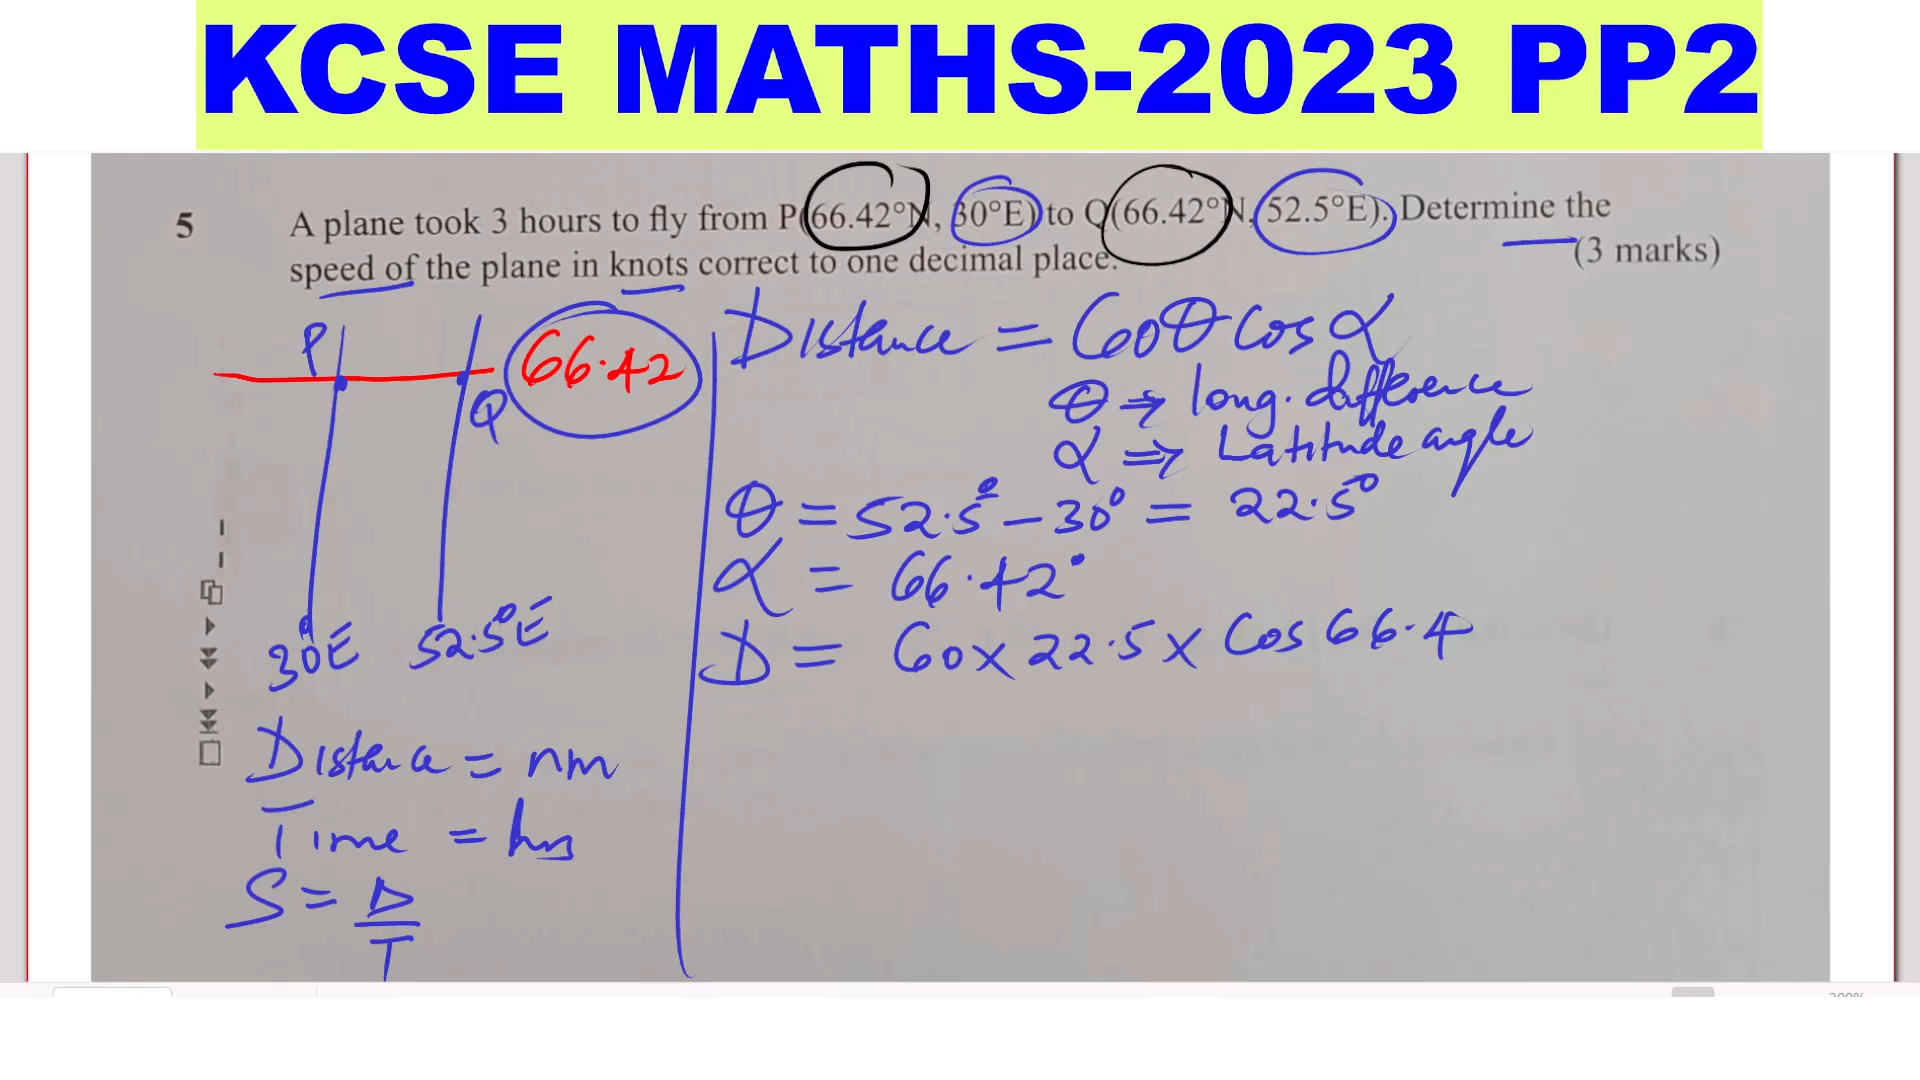 KCSE MATHS-2023 PP2
5 A plane took 3 hours to fly from P(66.42°N, 30°E) to Q(66.42°N, 52.5°E). Determine the
speed of the plane in knots correct to one decimal place. (3 marks)
P
Q
66.42
30°E 52.5°E
Distance = nm
Time = hrs
S = D
T
Distance = 60θ cos α
θ ⇒ long. difference
α ⇒ Latitude angle
θ = 52.5° – 30° = 22.5°
α = 66.42°
D = 60 x 22.5 x Cos 66.4